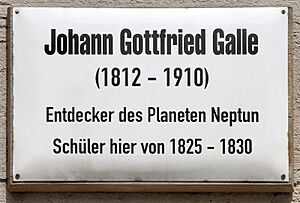 Johann Gottfried Galle
(1812 – 1910)
Entdecker des Planeten Neptun
Schüler hier von 1825 – 1830